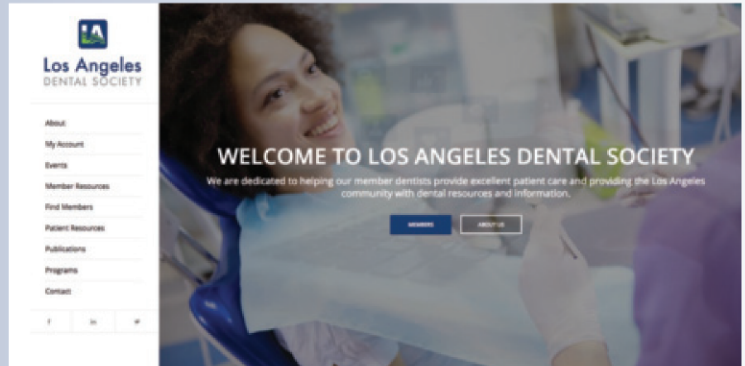 LA
Los Angeles
DENTAL SOCIETY
About
My Account
Events
Member Resources
Find Members
Patient Resources
Publications
Programs
Contact
f in
WELCOME TO LOS ANGELES DENTAL SOCIETY
We are dedicated to helping our member dentists provide excellent patient care and providing the Los Angeles
community with dental resources and information.
MEMBERS ABOUT US